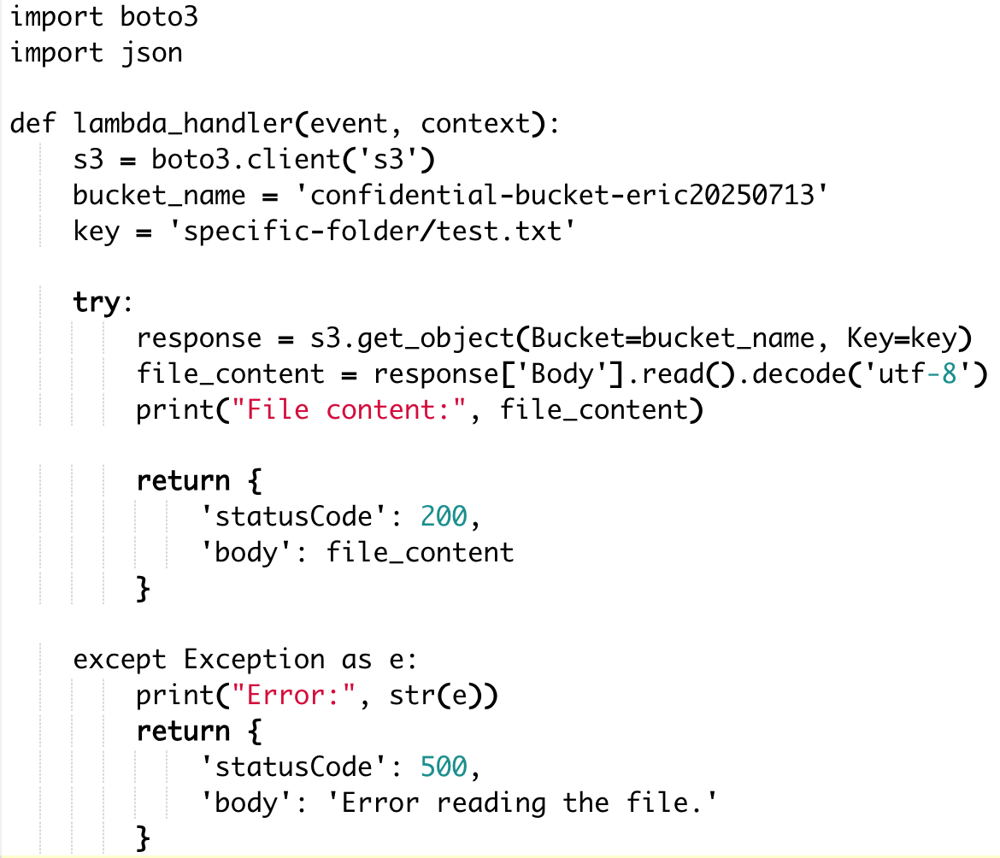 import boto3
import json

def lambda_handler(event, context):
    s3 = boto3.client('s3')
    bucket_name = 'confidential-bucket-eric20250713'
    key = 'specific-folder/test.txt'

    try:
        response = s3.get_object(Bucket=bucket_name, Key=key)
        file_content = response['Body'].read().decode('utf-8')
        print("File content:", file_content)

        return {
            'statusCode': 200,
            'body': file_content
        }

    except Exception as e:
        print("Error:", str(e))
        return {
            'statusCode': 500,
            'body': 'Error reading the file.'
        }